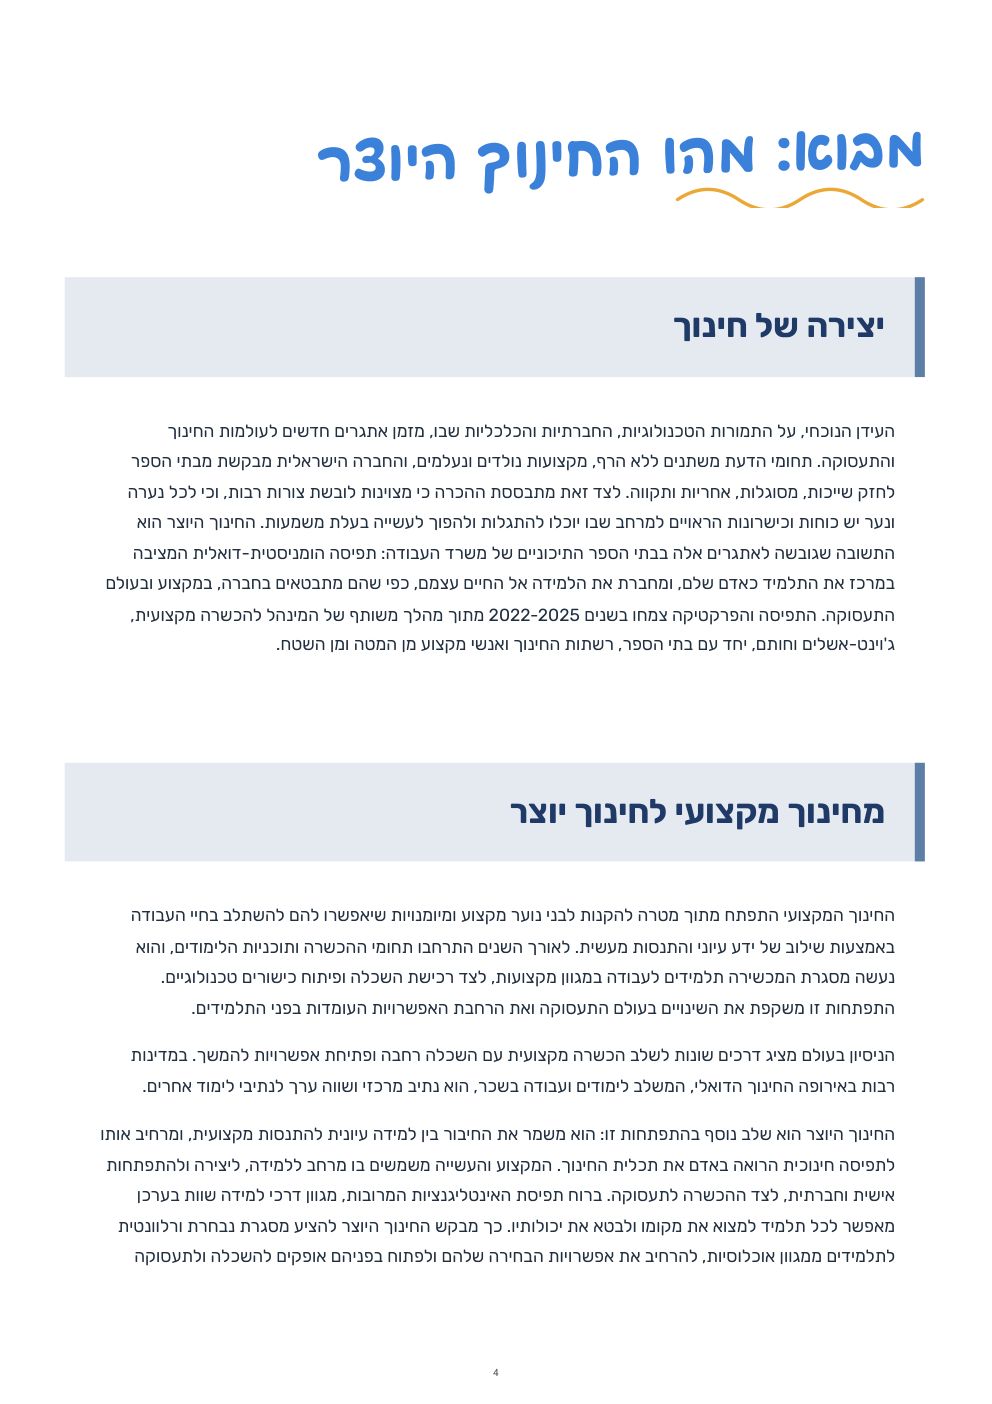 מבוא: מהו החינוך היוצר
יצירה של חינוך
העידן הנוכחי, על התמורות הטכנולוגיות, החברתיות והכלכליות שבו, מזמן אתגרים חדשים לעולמות החינוך
והתעסוקה. תחומי הדעת משתנים ללא הרף, מקצועות נולדים ונעלמים, והחברה הישראלית מבקשת מבתי הספר
לחזק שייכות, מסוגלות, אחריות ותקווה. לצד זאת מתבססת ההכרה כי מצוינות לובשת צורות רבות, וכי לכל נערה
ונער יש כוחות וכישרונות הראויים למרחב שבו יוכלו להתגלות ולהפוך לעשייה בעלת משמעות. החינוך היוצר הוא
התשובה שגובשה לאתגרים אלה בבתי הספר התיכוניים של משרד העבודה: תפיסה הומניסטית-דואלית המציבה
במרכז את התלמיד כאדם שלם, ומחברת את הלמידה אל החיים עצמם, כפי שהם מתבטאים בחברה, במקצוע ובעולם
התעסוקה. התפיסה והפרקטיקה צמחו בשנים 2022-2025 מתוך מהלך משותף של המינהל להכשרה מקצועית,
ג'וינט-אשלים וחותם, יחד עם בתי הספר, רשתות החינוך ואנשי מקצוע מן המטה ומן השטח.
מחינוך מקצועי לחינוך יוצר
החינוך המקצועי התפתח מתוך מטרה להקנות לבני נוער מקצוע ומיומנויות שיאפשרו להם להשתלב בחיי העבודה
באמצעות שילוב של ידע עיוני והתנסות מעשית. לאורך השנים התרחבו תחומי ההכשרה ותוכניות הלימודים, והוא
נעשה מסגרת המכשירה תלמידים לעבודה במגוון מקצועות, לצד רכישת השכלה ופיתוח כישורים טכנולוגיים.
התפתחות זו משקפת את השינויים בעולם התעסוקה ואת הרחבת האפשרויות העומדות בפני התלמידים.
הניסיון בעולם מציג דרכים שונות לשלב הכשרה מקצועית עם השכלה רחבה ופתיחת אפשרויות להמשך. במדינות
רבות באירופה החינוך הדואלי, המשלב לימודים ועבודה בשכר, הוא נתיב מרכזי ושווה ערך לנתיבי לימוד אחרים.
החינוך היוצר הוא שלב נוסף בהתפתחות זו: הוא משמר את החיבור בין למידה עיונית להתנסות מקצועית, ומרחיב אותו
לתפיסה חינוכית הרואה באדם את תכלית החינוך. המקצוע והעשייה משמשים בו מרחב ללמידה, ליצירה ולהתפתחות
אישית וחברתית, לצד ההכשרה לתעסוקה. ברוח תפיסת האינטליגנציות המרובות, מגוון דרכי למידה שוות בערכן
מאפשר לכל תלמיד למצוא את מקומו ולבטא את יכולותיו. כך מבקש החינוך היוצר להציע מסגרת נבחרת ורלוונטית
לתלמידים ממגוון אוכלוסיות, להרחיב את אפשרויות הבחירה שלהם ולפתוח בפניהם אופקים להשכלה ולתעסוקה
4